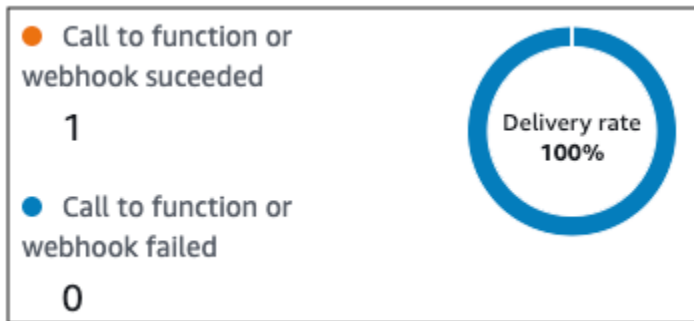 Call to function or
webhook suceeded
1
Call to function or
webhook failed
0
Delivery rate
100%